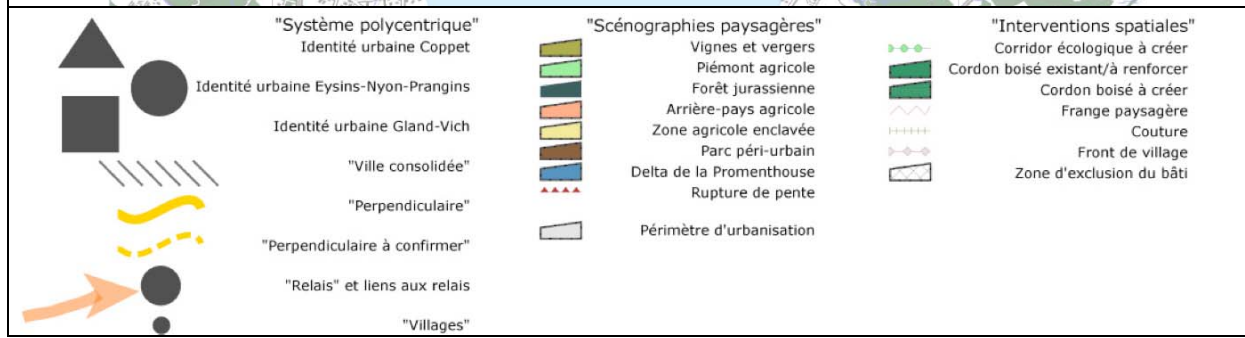 "Système polycentrique"
Identité urbaine Coppet
Identité urbaine Eysins-Nyon-Prangins
Identité urbaine Gland-Vich
"Ville consolidée"
"Perpendiculaire"
"Perpendiculaire à confirmer"
"Relais" et liens aux relais
"Villages"
"Scénographies paysagères"
Vignes et vergers
Piémont agricole
Forêt jurassienne
Arrière-pays agricole
Zone agricole enclavée
Parc péri-urbain
Delta de la Promenthouse
Rupture de pente
Périmètre d'urbanisation
"Interventions spatiales"
Corridor écologique à créer
Cordon boisé existant/à renforcer
Cordon boisé à créer
Frange paysagère
Couture
Front de village
Zone d'exclusion du bâti